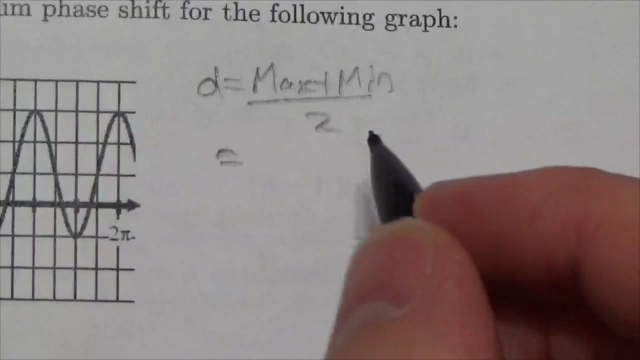 um phase shift for the following graph:
d = Max + Min
2
=
2π